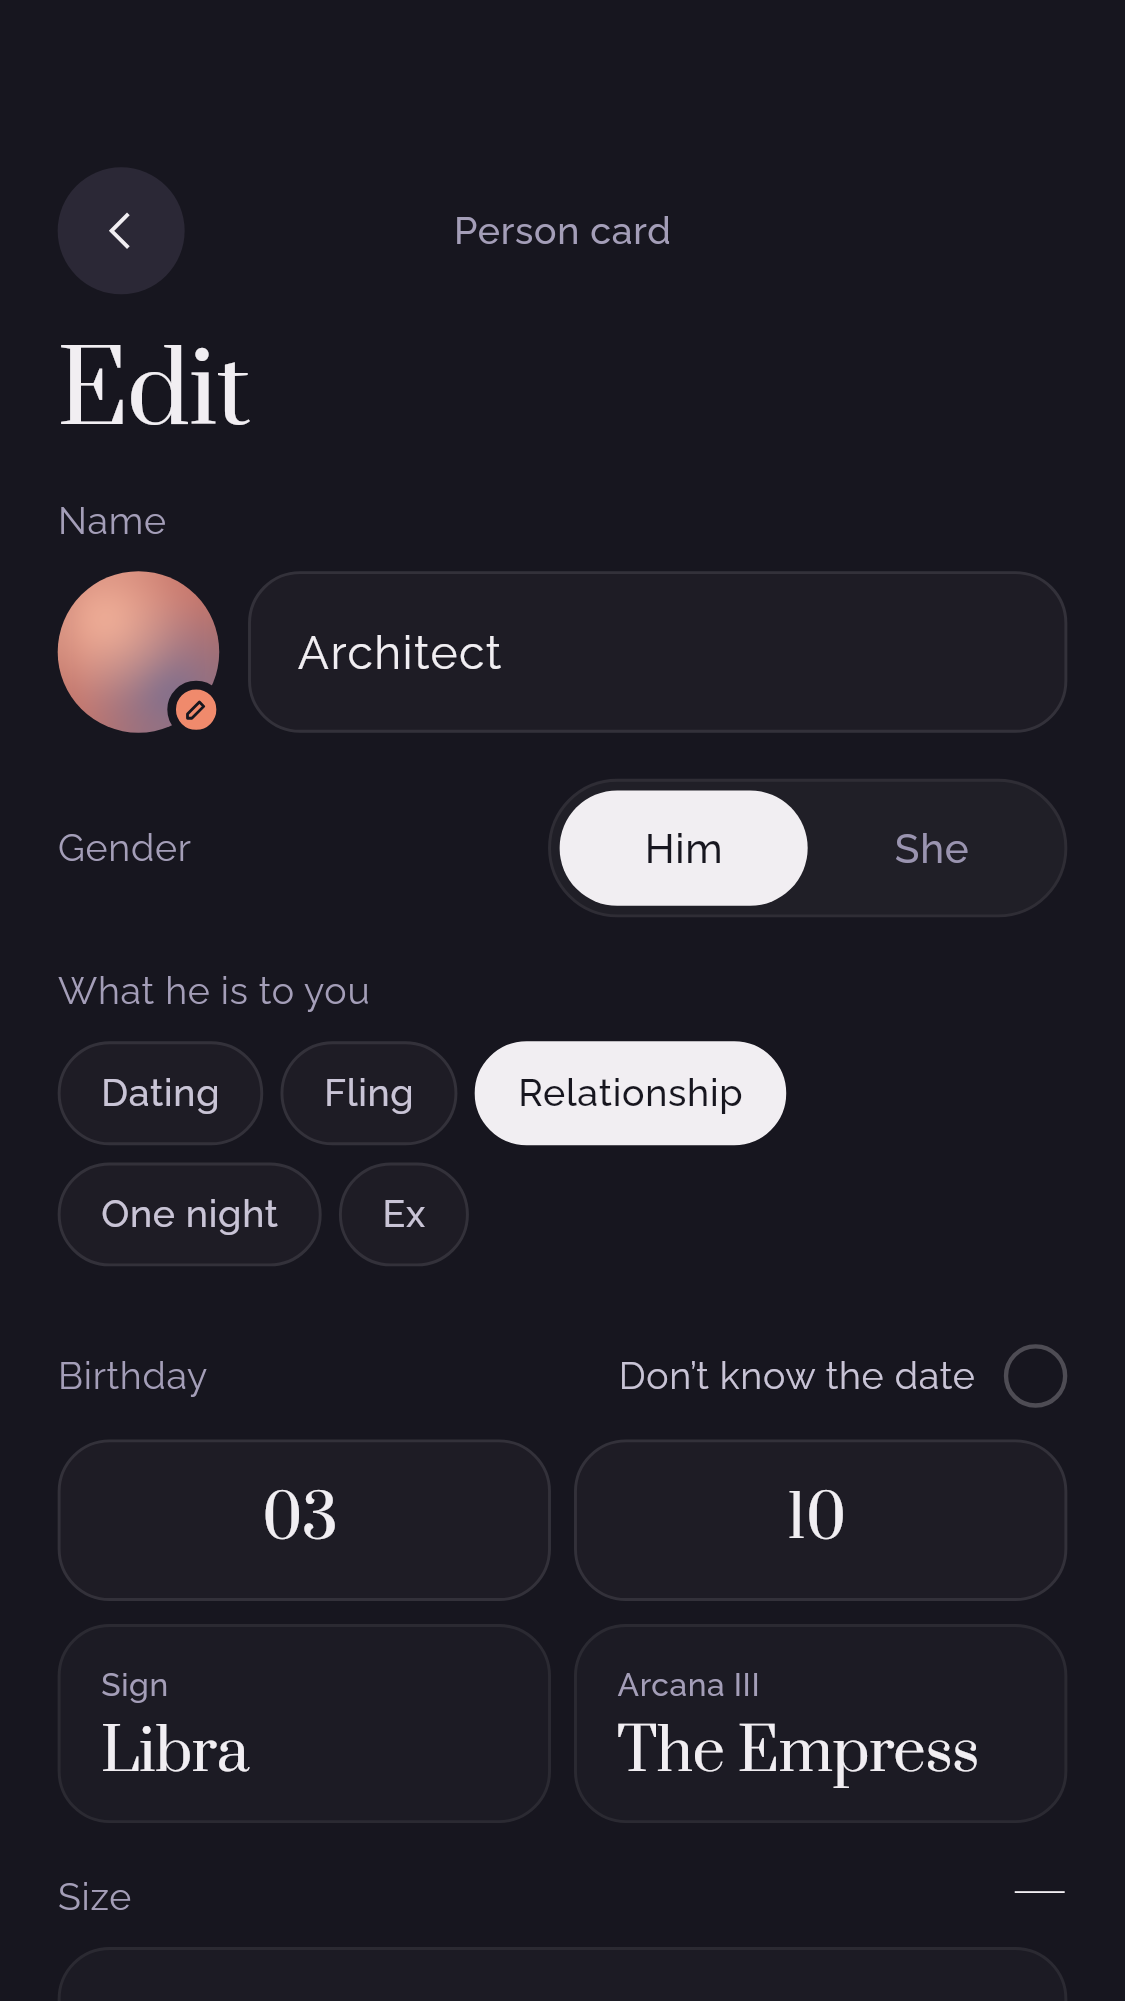 Person card
Edit
Name
Architect
Gender
Him She
What he is to you
Dating Fling Relationship
One night Ex
Birthday Don’t know the date
03 10
Sign Arcana III
Libra The Empress
Size —